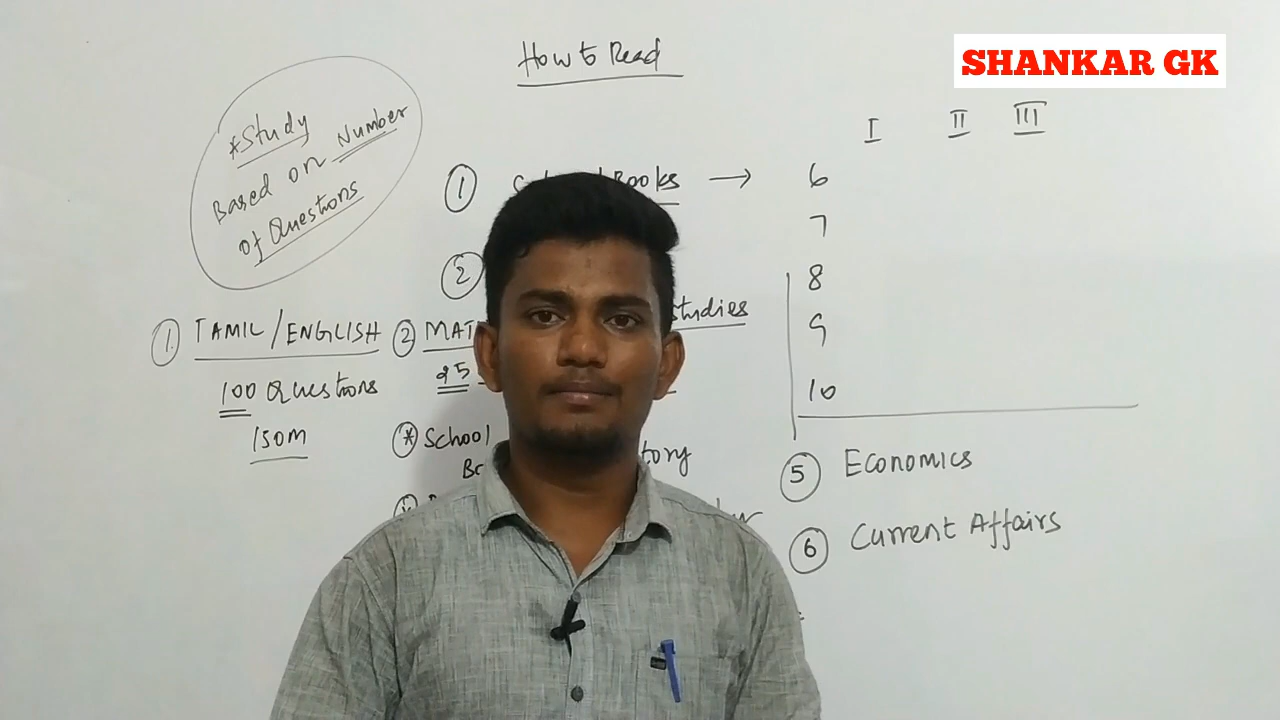 SHANKAR GK
How to Read
*Study
Based on Number
of Questions
I II III
1 Books → 6
7
8
9
10
2
studies
1. TAMIL/ENGLISH
100 Questions
150M
2 MAT
25
* School
5 Economics
6 Current Affairs